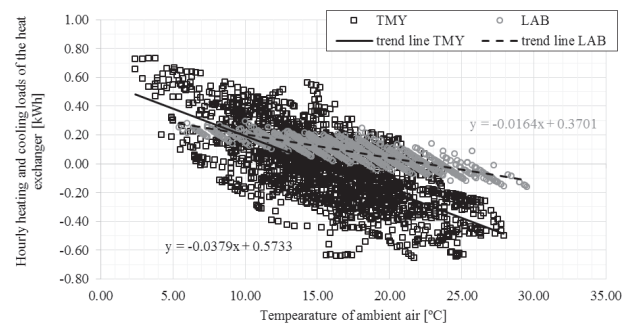 TMY LAB
trend line TMY trend line LAB
1.00
0.80
0.60
0.40
0.20
0.00
-0.20
-0.40
-0.60
-0.80
Hourly heating and cooling loads of the heat
exchanger [kWh]
y = -0.0164x + 0.3701
y = -0.0379x + 0.5733
0.00 5.00 10.00 15.00 20.00 25.00 30.00 35.00
Tempearature of ambient air [ºC]